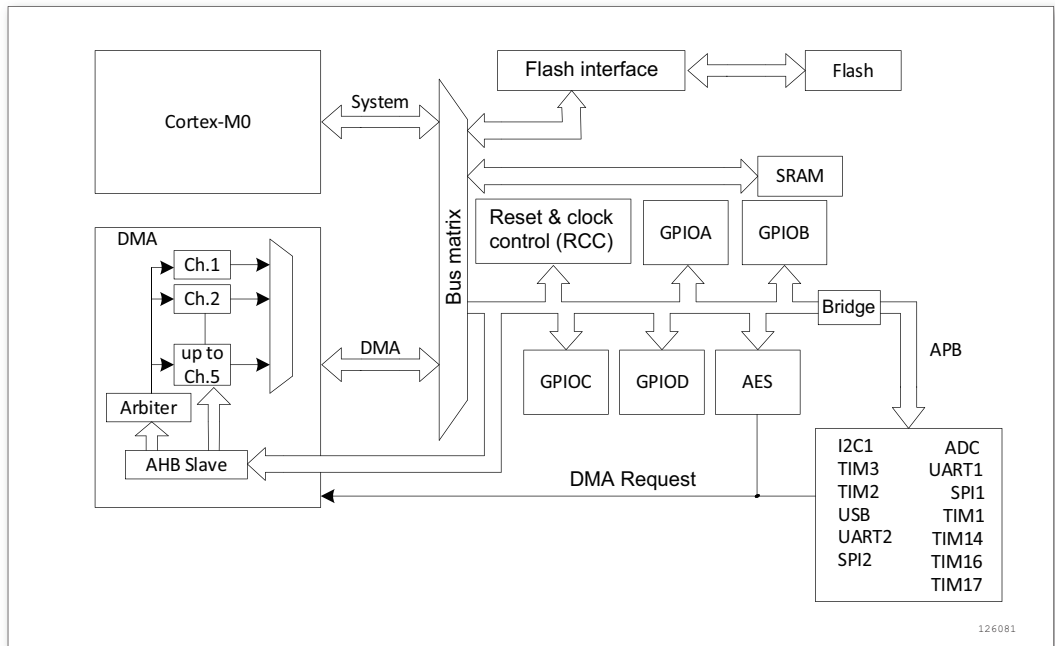 Cortex-M0
System
Flash interface
Flash
SRAM
Bus matrix
Reset & clock
control (RCC)
GPIOA
GPIOB
DMA
Ch.1
Ch.2
up to
Ch.5
Arbiter
AHB Slave
DMA
Bridge
APB
GPIOC
GPIOD
AES
DMA Request
I2C1
TIM3
TIM2
USB
UART2
SPI2
ADC
UART1
SPI1
TIM1
TIM14
TIM16
TIM17
126081